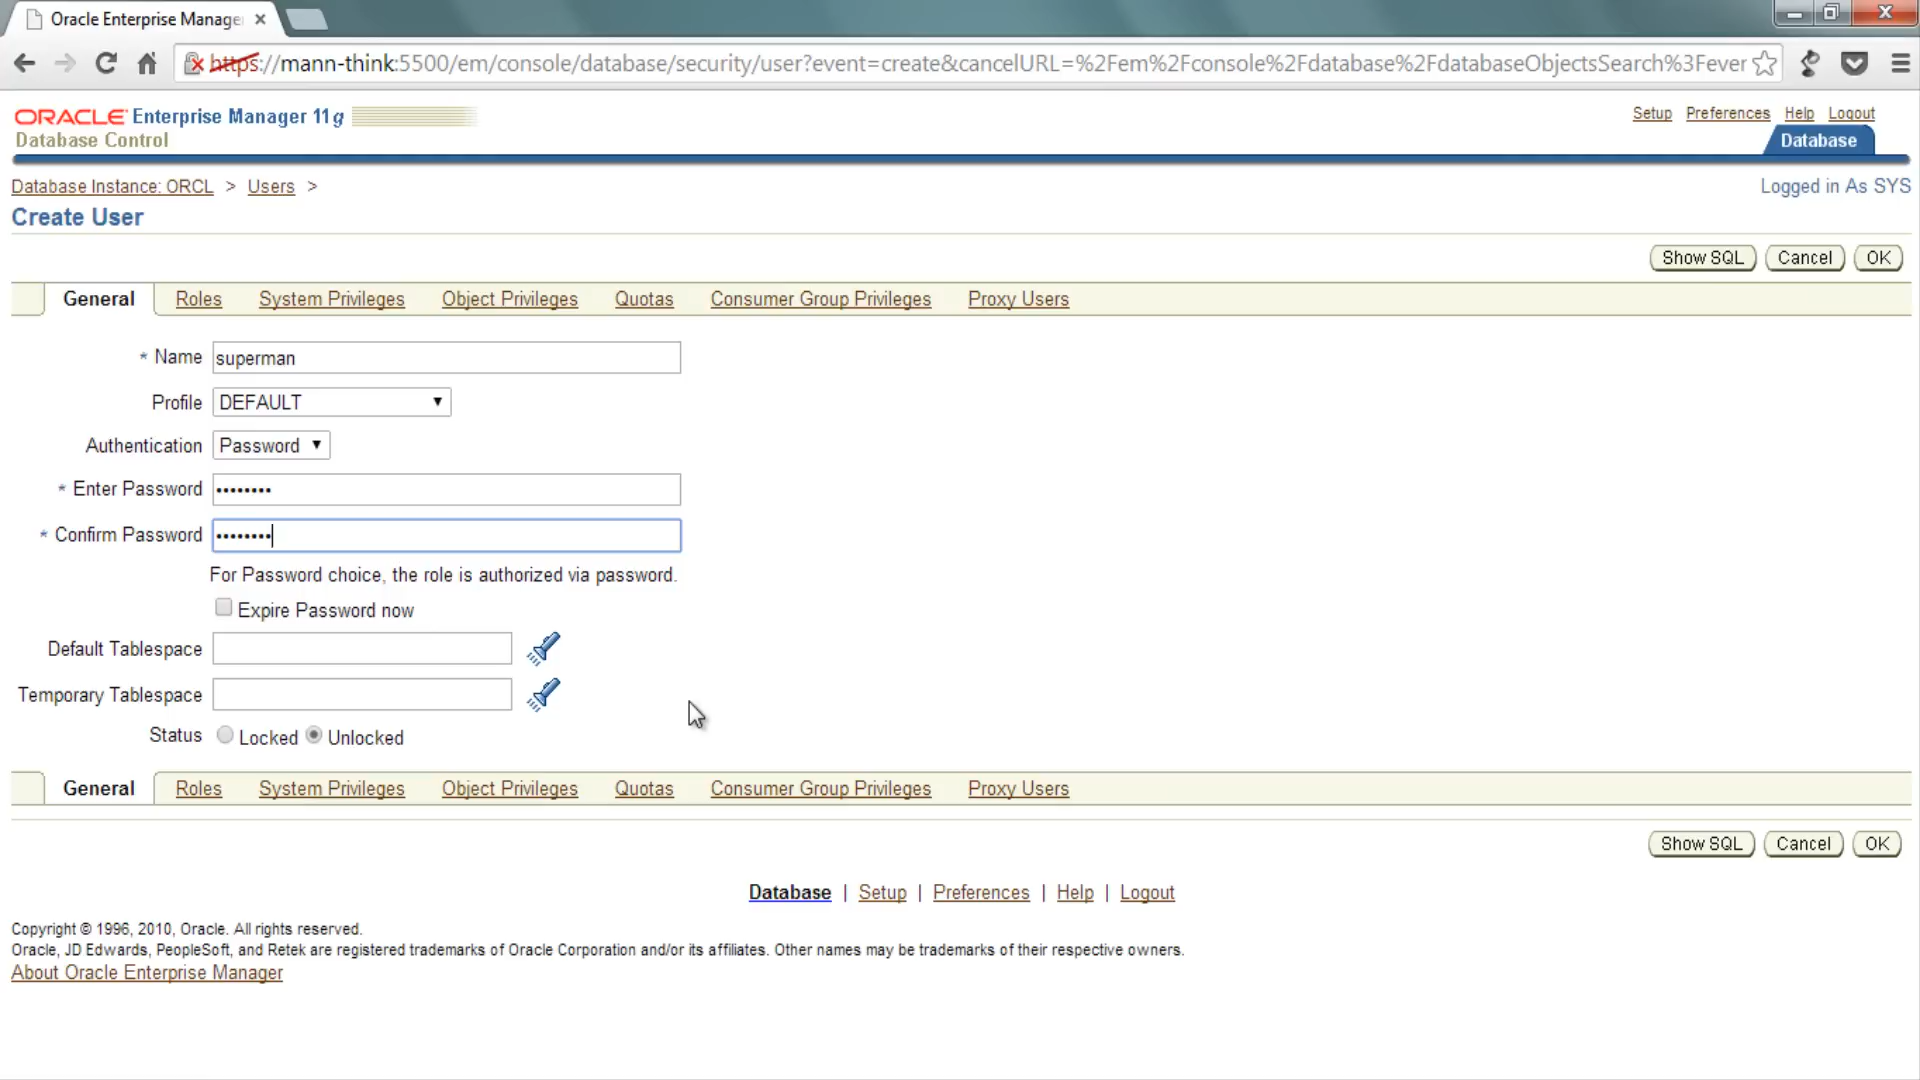 Oracle Enterprise Manage
https://mann-think:5500/em/console/database/security/user?event=create&cancelURL=%2Fem%2Fconsole%2Fdatabase%2FdatabaseObjectsSearch%3Fever
ORACLE Enterprise Manager 11g
Database Control
Setup Preferences Help Logout
Database
Database Instance: ORCL > Users >
Logged in As SYS
Create User
Show SQL Cancel OK
General Roles System Privileges Object Privileges Quotas Consumer Group Privileges Proxy Users
* Name superman
Profile DEFAULT
Authentication Password
* Enter Password ••••••••
* Confirm Password ••••••••
For Password choice, the role is authorized via password.
Expire Password now
Default Tablespace
Temporary Tablespace
Status Locked Unlocked
General Roles System Privileges Object Privileges Quotas Consumer Group Privileges Proxy Users
Show SQL Cancel OK
Database | Setup | Preferences | Help | Logout
Copyright © 1996, 2010, Oracle. All rights reserved.
Oracle, JD Edwards, PeopleSoft, and Retek are registered trademarks of Oracle Corporation and/or its affiliates. Other names may be trademarks of their respective owners.
About Oracle Enterprise Manager